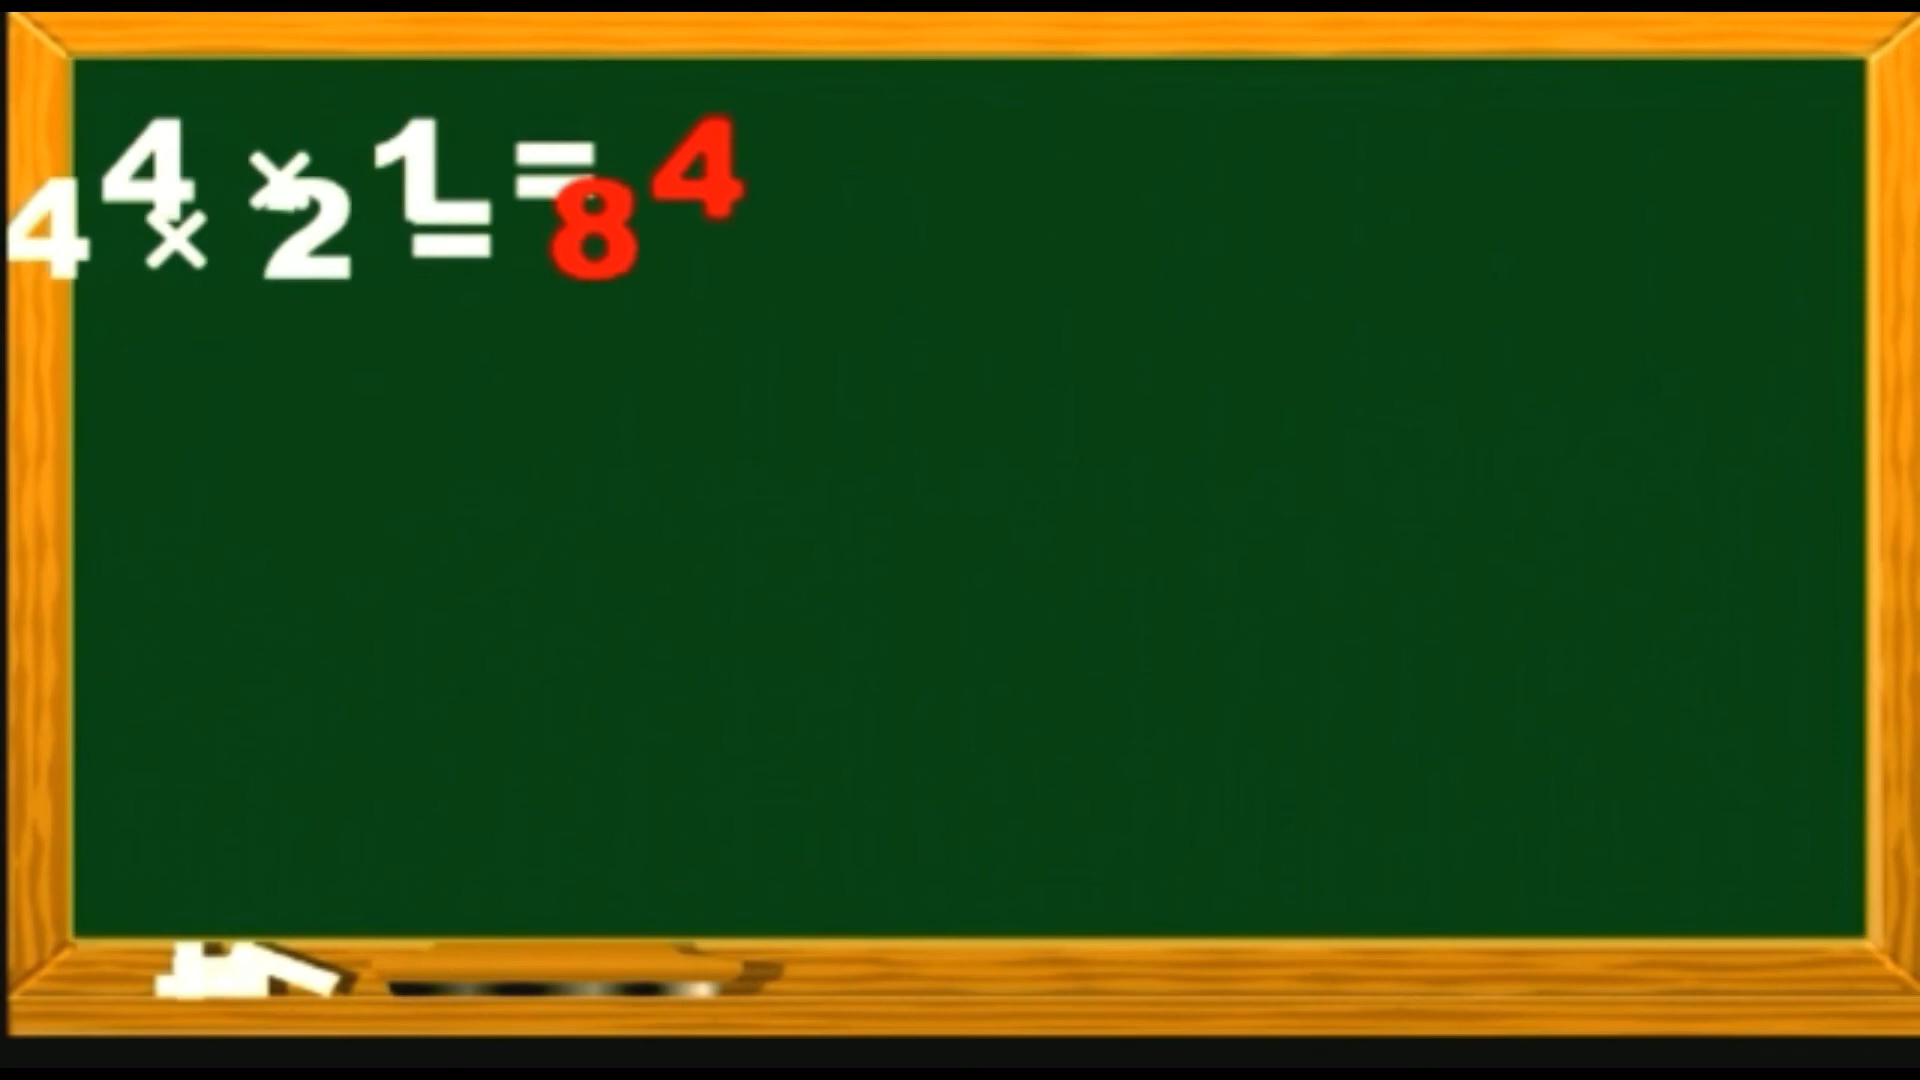 4 × 1 = 4
4 × 2 = 8